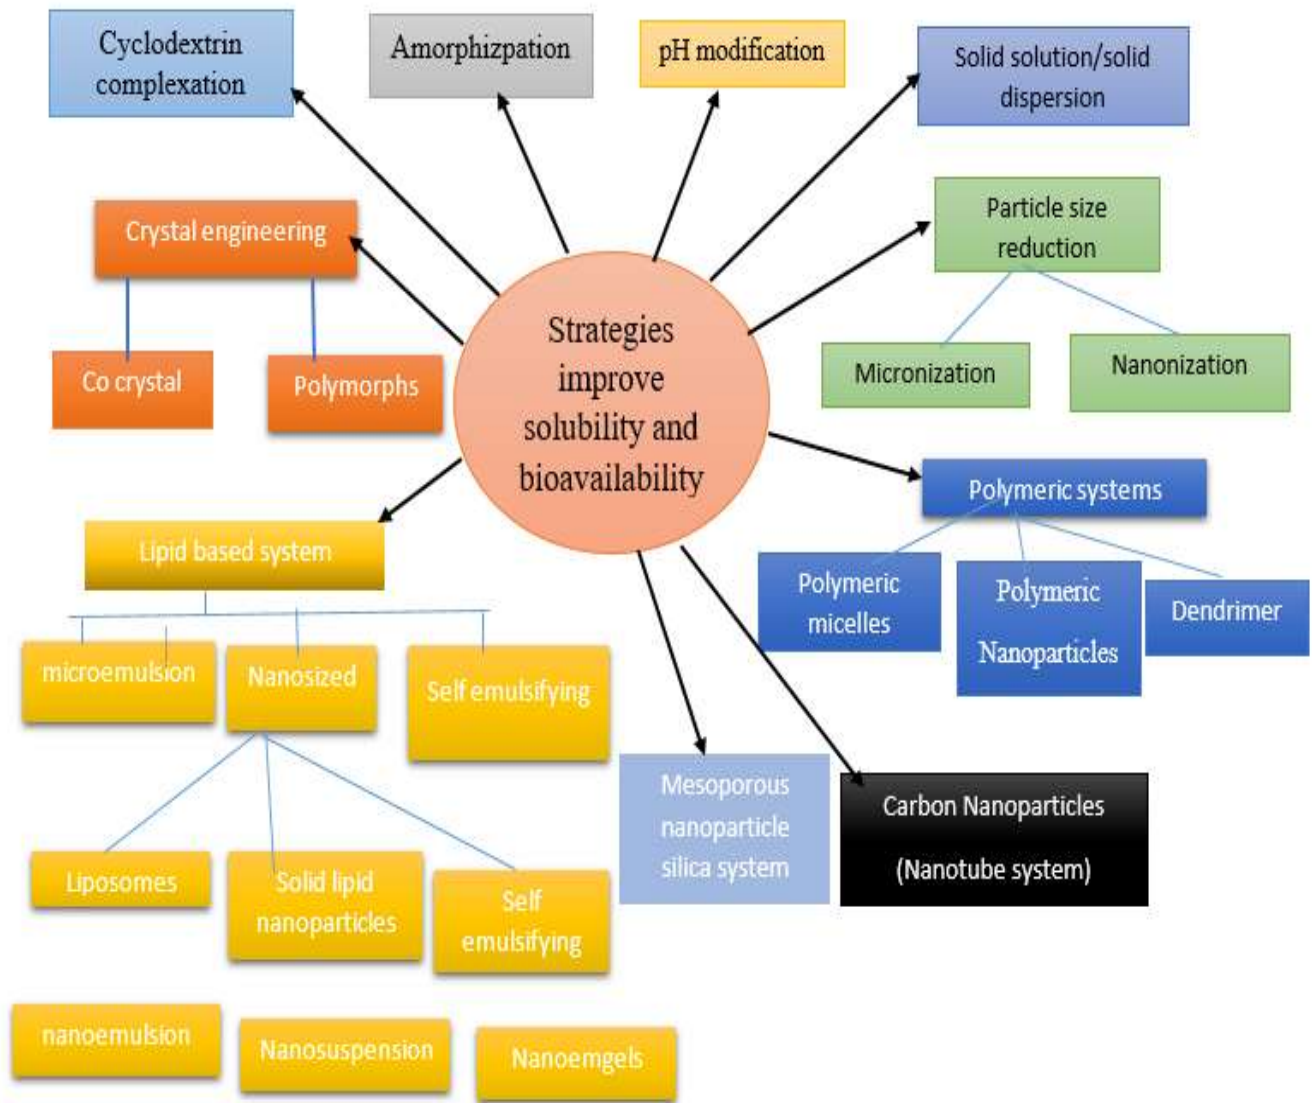 Cyclodextrin
complexation
Amorphizpation
pH modification
Solid solution/solid
dispersion
Crystal engineering
Particle size
reduction
Co crystal
Polymorphs
Strategies
improve
solubility and
bioavailability
Micronization
Nanonization
Polymeric systems
Polymeric
micelles
Polymeric
Nanoparticles
Dendrimer
Lipid based system
microemulsion
Nanosized
Self emulsifying
Mesoporous
nanoparticle
silica system
Carbon Nanoparticles
(Nanotube system)
Liposomes
Solid lipid
nanoparticles
Self
emulsifying
nanoemulsion
Nanosuspension
Nanoemgels